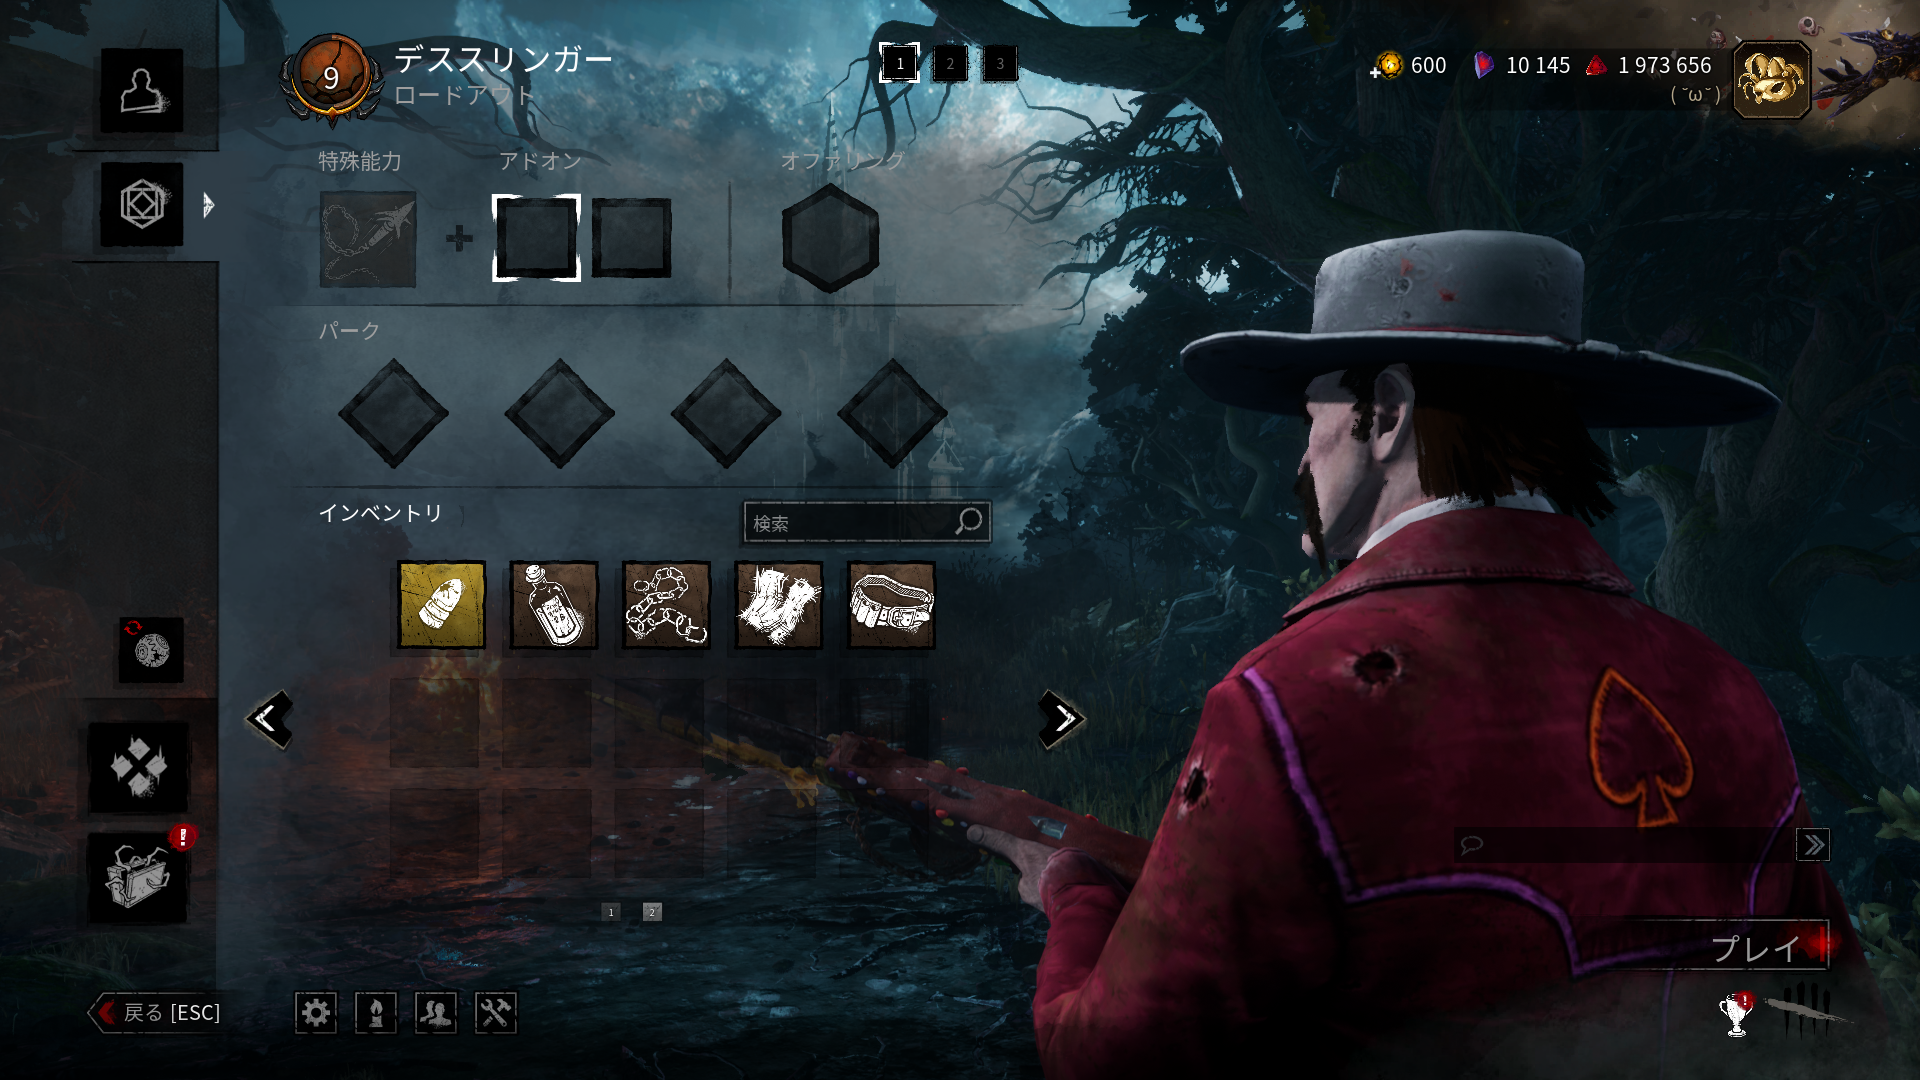 9
デススリンガー
ロードアウト
1 2 3
600 10 145 1 973 656
( ˘ω˘ )
特殊能力 アドオン オファリング
パーク
インベントリ
検索
1 2
プレイ
戻る [ESC]